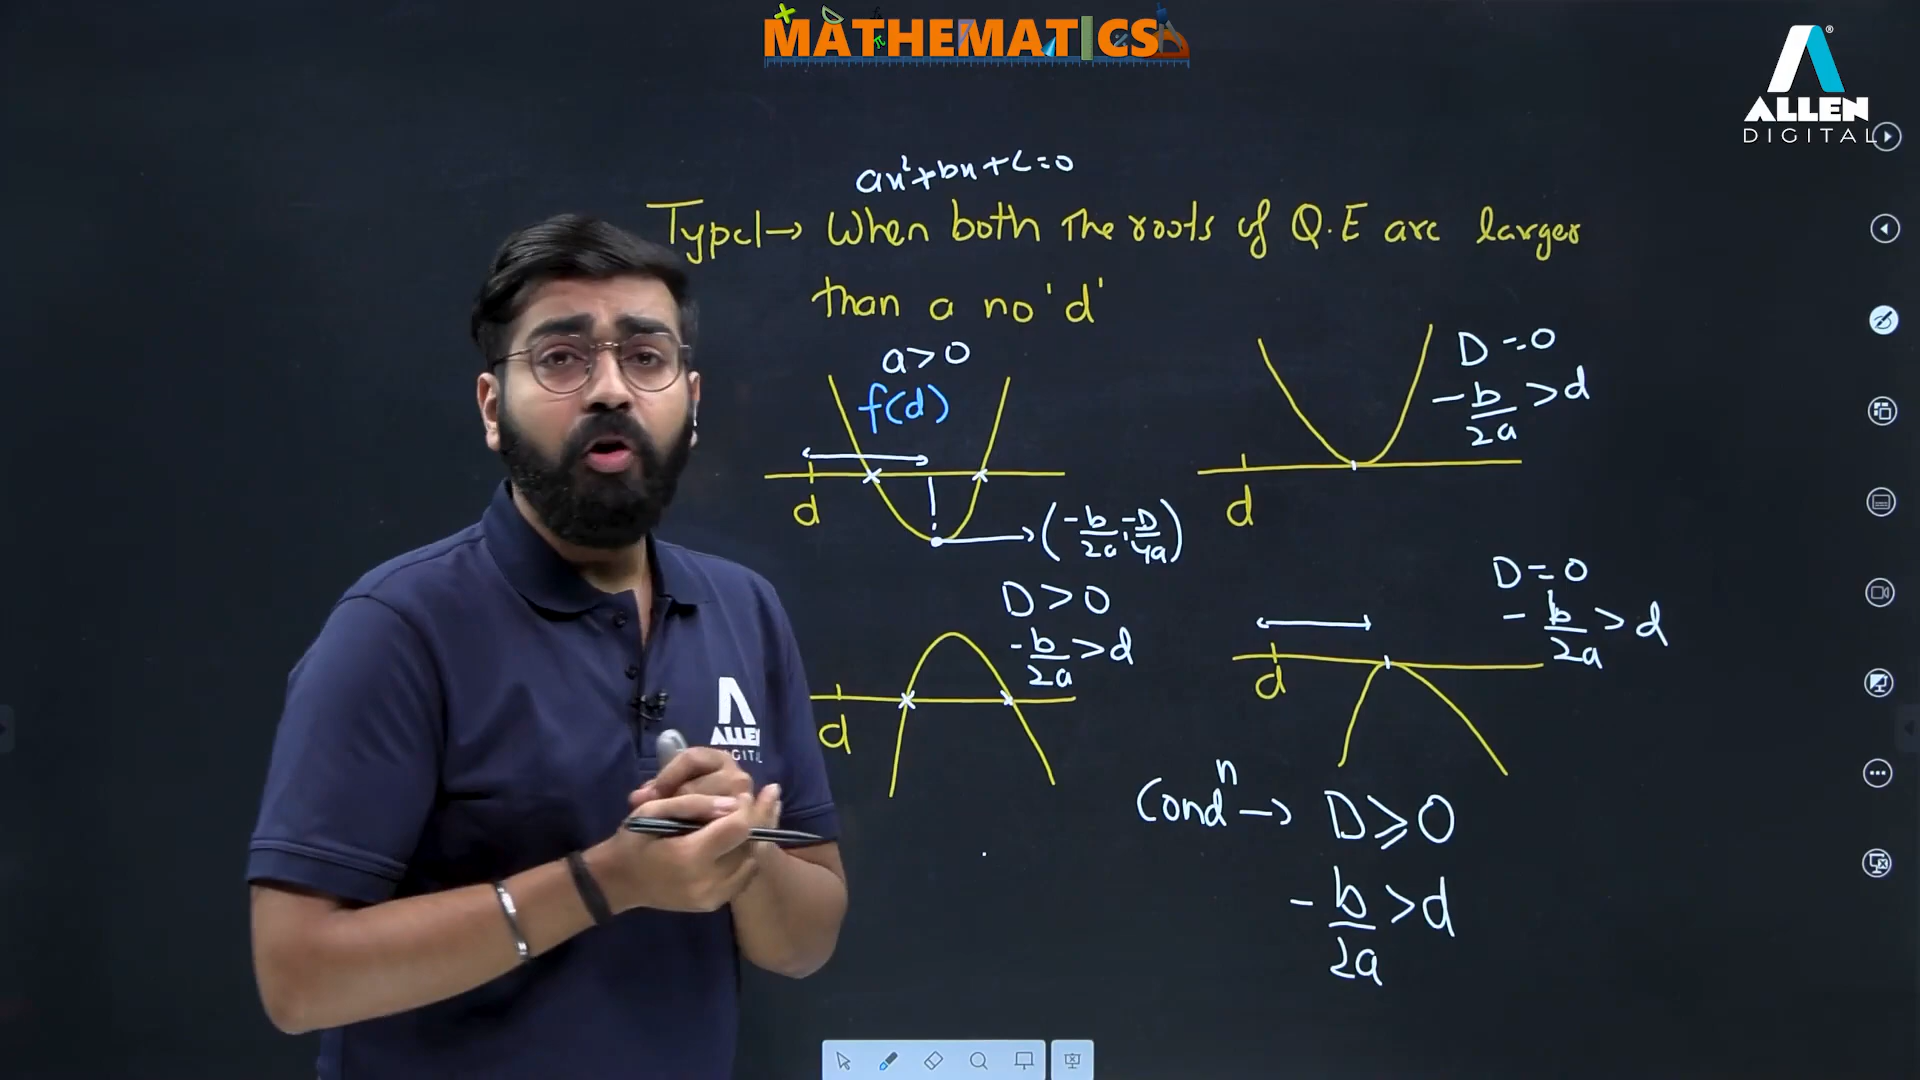 MATHEMATICS
ALLEN
DIGITAL
ax²+bx+c=0
Type1→ When both the roots of Q.E are larger
than a no 'd'
a>0
f(d)
d
(-b/2a, -D/4a)
D=0
-b/2a >d
d
D>0
-b/2a >d
d
D=0
-b/2a >d
d
Condⁿ→ D≥0
-b/2a >d
ALLEN